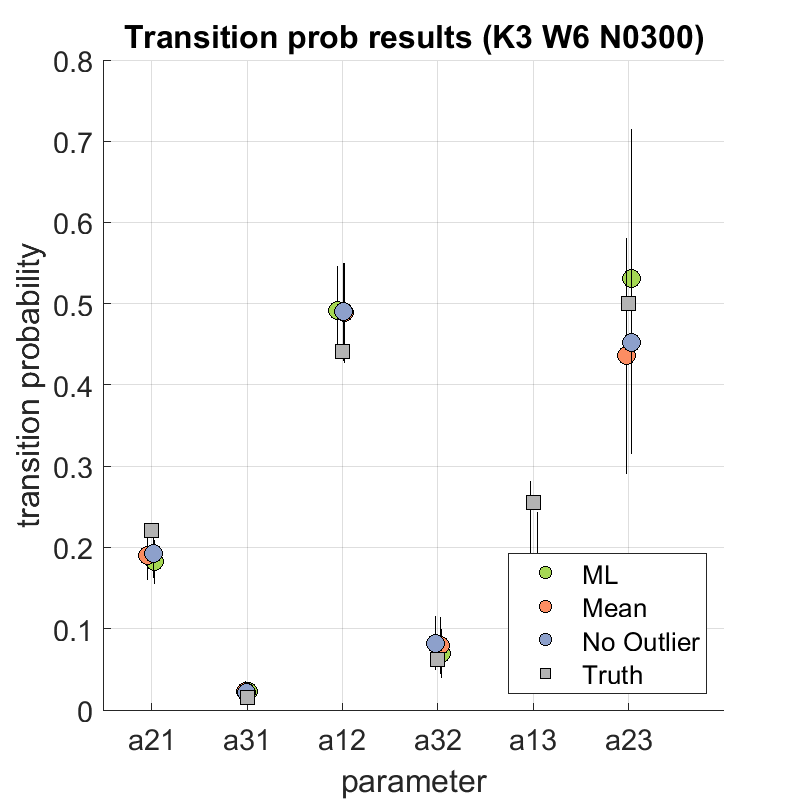 Transition prob results (K3 W6 N0300)
transition probability
0.8
0.7
0.6
0.5
0.4
0.3
0.2
0.1
0
a21 a31 a12 a32 a13 a23
parameter
ML
Mean
No Outlier
Truth